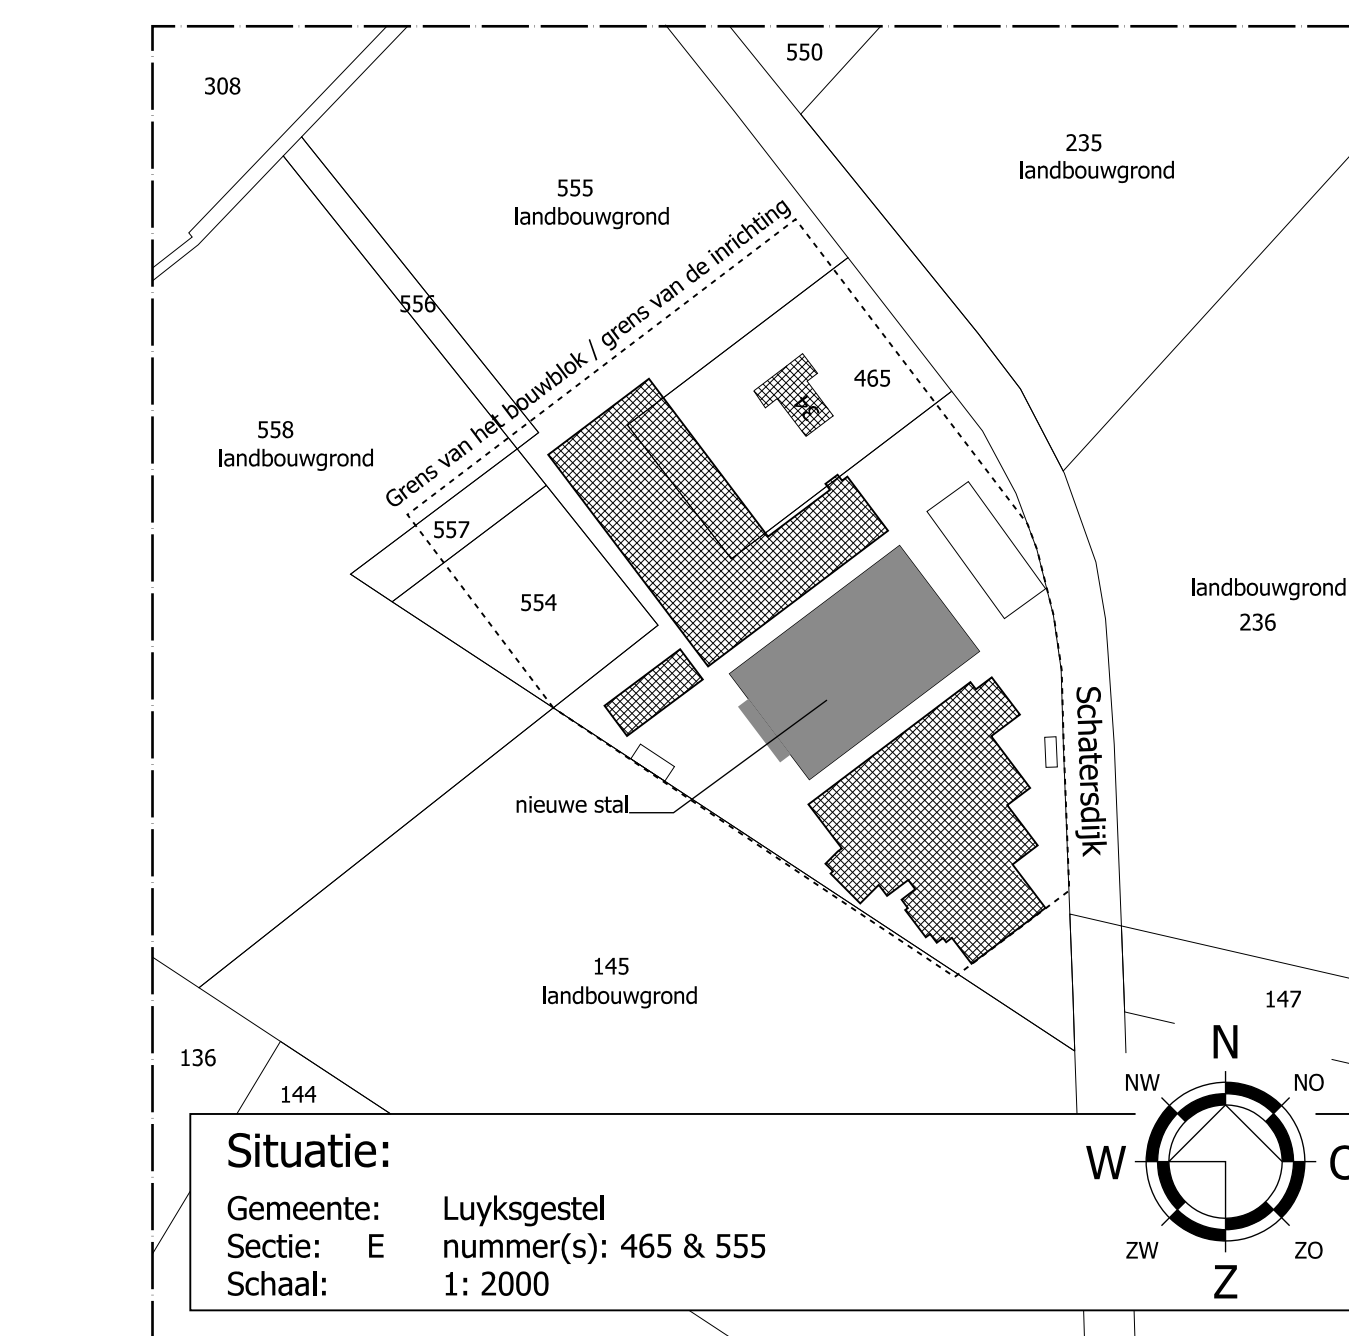 550
308
235
landbouwgrond
555
landbouwgrond
Grens van het bouwblok / grens van de inrichting
556
465
34
558
landbouwgrond
557
554
landbouwgrond
236
Schatersdijk
nieuwe stal
145
landbouwgrond
147
136
144
N
NW
NO
W
ZW
ZO
Z
Situatie:
Gemeente: Luyksgestel
Sectie: E nummer(s): 465 & 555
Schaal: 1: 2000